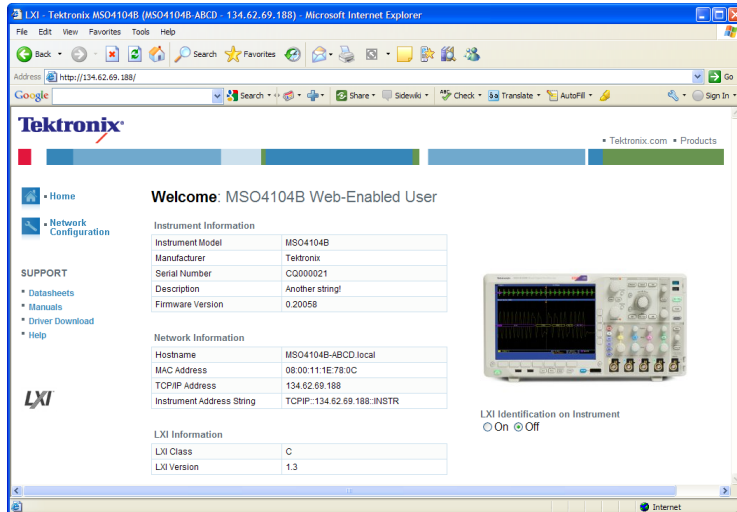 LXI - Tektronix MSO4104B (MSO4104B-ABCD - 134.62.69.188) - Microsoft Internet Explorer
File Edit View Favorites Tools Help
Back Search Favorites
Address http://134.62.69.188/ Go
Google Search Share Sidewiki Check Translate AutoFill Sign In
Tektronix
Tektronix.com Products
Home
Network
Configuration
SUPPORT
Datasheets
Manuals
Driver Download
Help
LXI
Welcome: MSO4104B Web-Enabled User
Instrument Information
Instrument Model MSO4104B
Manufacturer Tektronix
Serial Number CQ000021
Description Another string!
Firmware Version 0.20058
Network Information
Hostname MSO4104B-ABCD.local
MAC Address 08:00:11:1E:78:0C
TCP/IP Address 134.62.69.188
Instrument Address String TCPIP::134.62.69.188::INSTR
LXI Information
LXI Class C
LXI Version 1.3
LXI Identification on Instrument
On Off
Internet